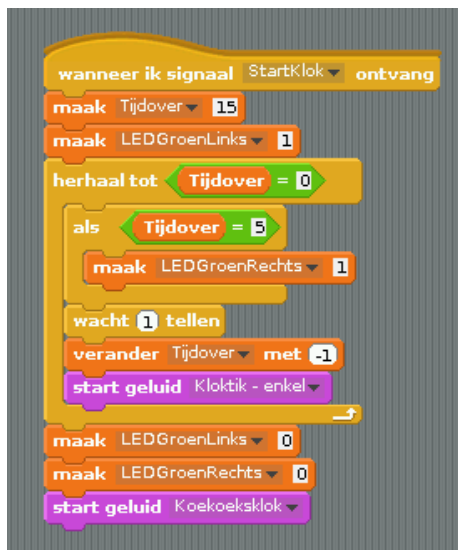 wanneer ik signaal StartKlok ontvang
maak Tijdover 15
maak LEDGroenLinks 1
herhaal tot Tijdover = 0
als Tijdover = 5
maak LEDGroenRechts 1
wacht 1 tellen
verander Tijdover met -1
start geluid Kloktik - enkel
maak LEDGroenLinks 0
maak LEDGroenRechts 0
start geluid Koekoeksklok